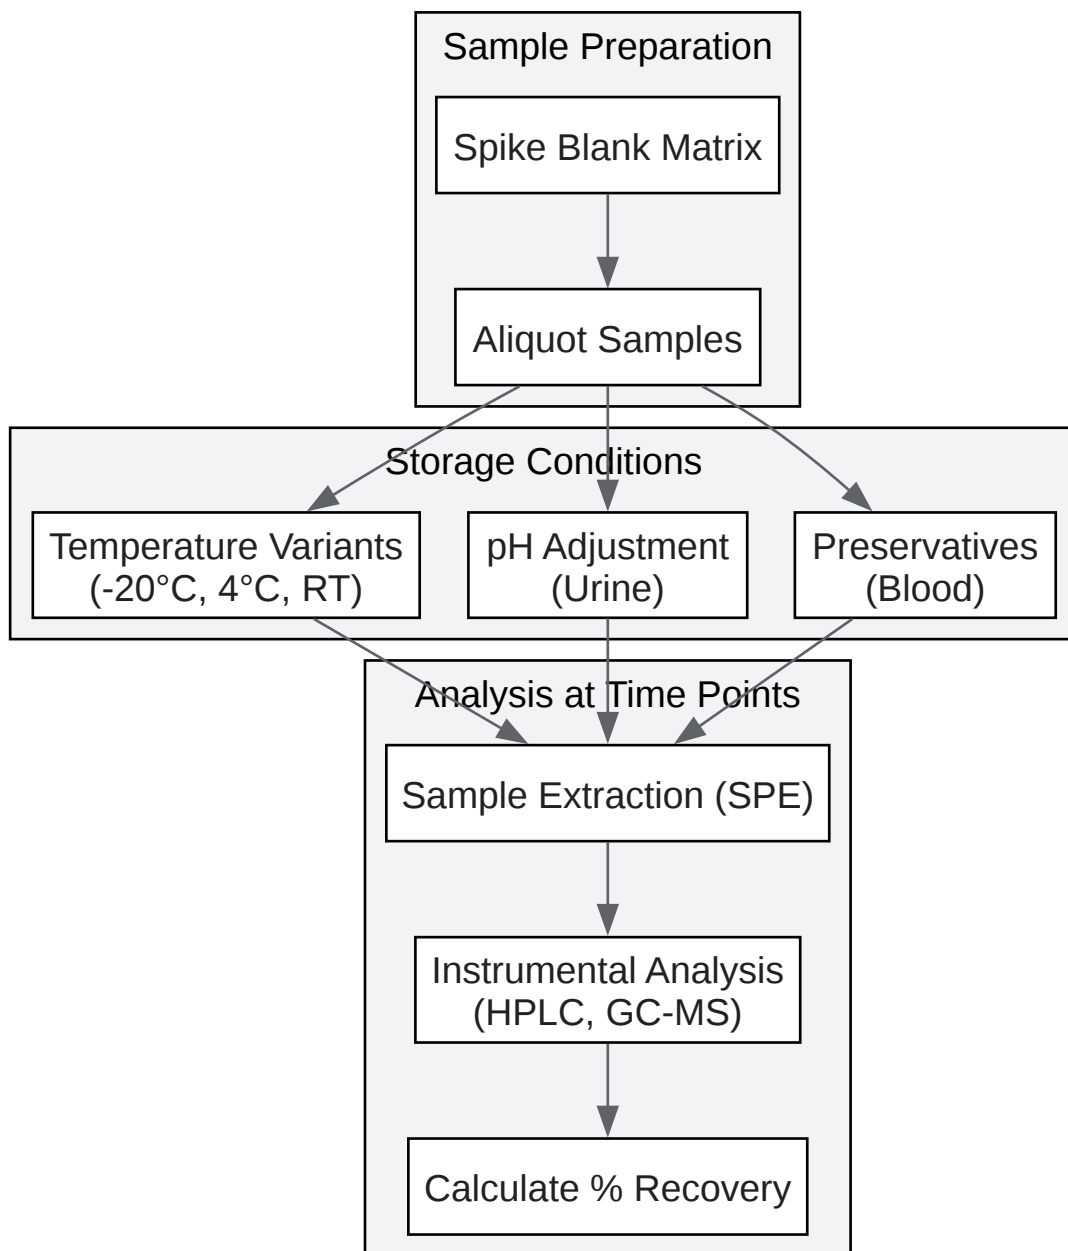 Sample Preparation
Spike Blank Matrix
Aliquot Samples
Storage Conditions
Temperature Variants
(-20°C, 4°C, RT)
pH Adjustment
(Urine)
Preservatives
(Blood)
Analysis at Time Points
Sample Extraction (SPE)
Instrumental Analysis
(HPLC, GC-MS)
Calculate % Recovery